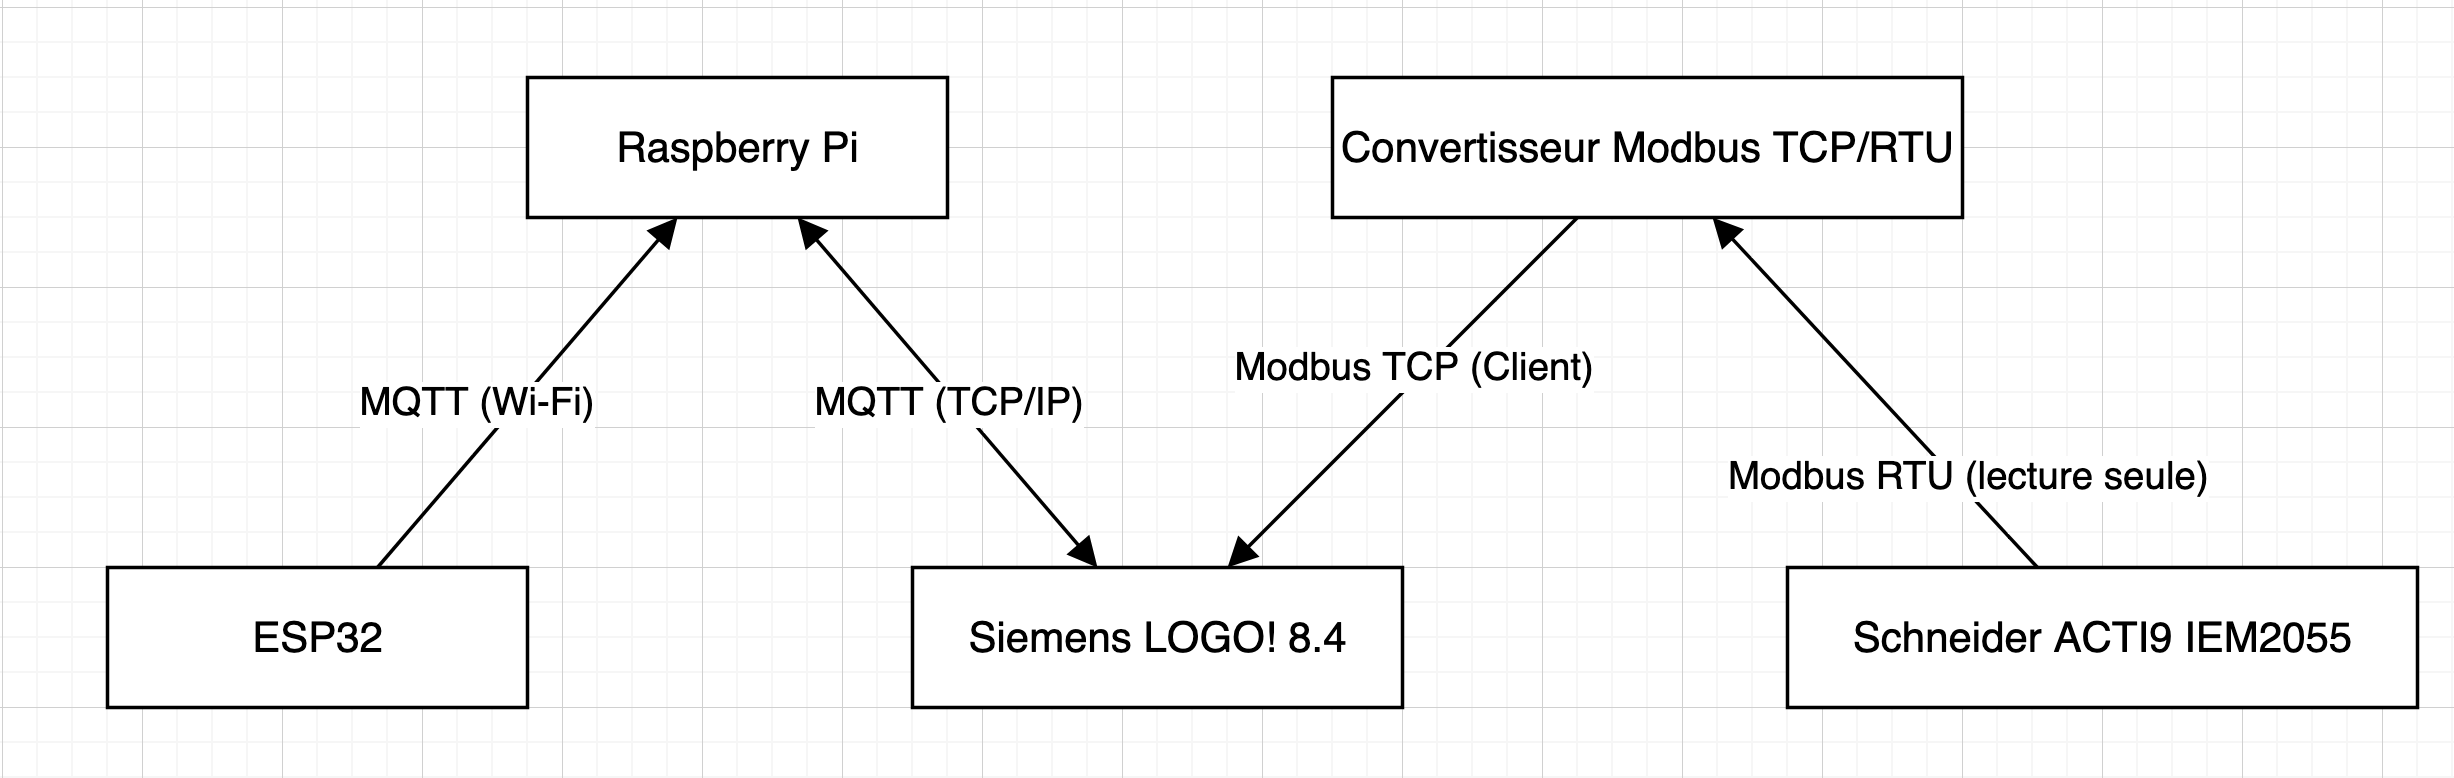 Raspberry Pi
Convertisseur Modbus TCP/RTU
Modbus TCP (Client)
MQTT (Wi-Fi)
MQTT (TCP/IP)
Modbus RTU (lecture seule)
ESP32
Siemens LOGO! 8.4
Schneider ACTI9 IEM2055